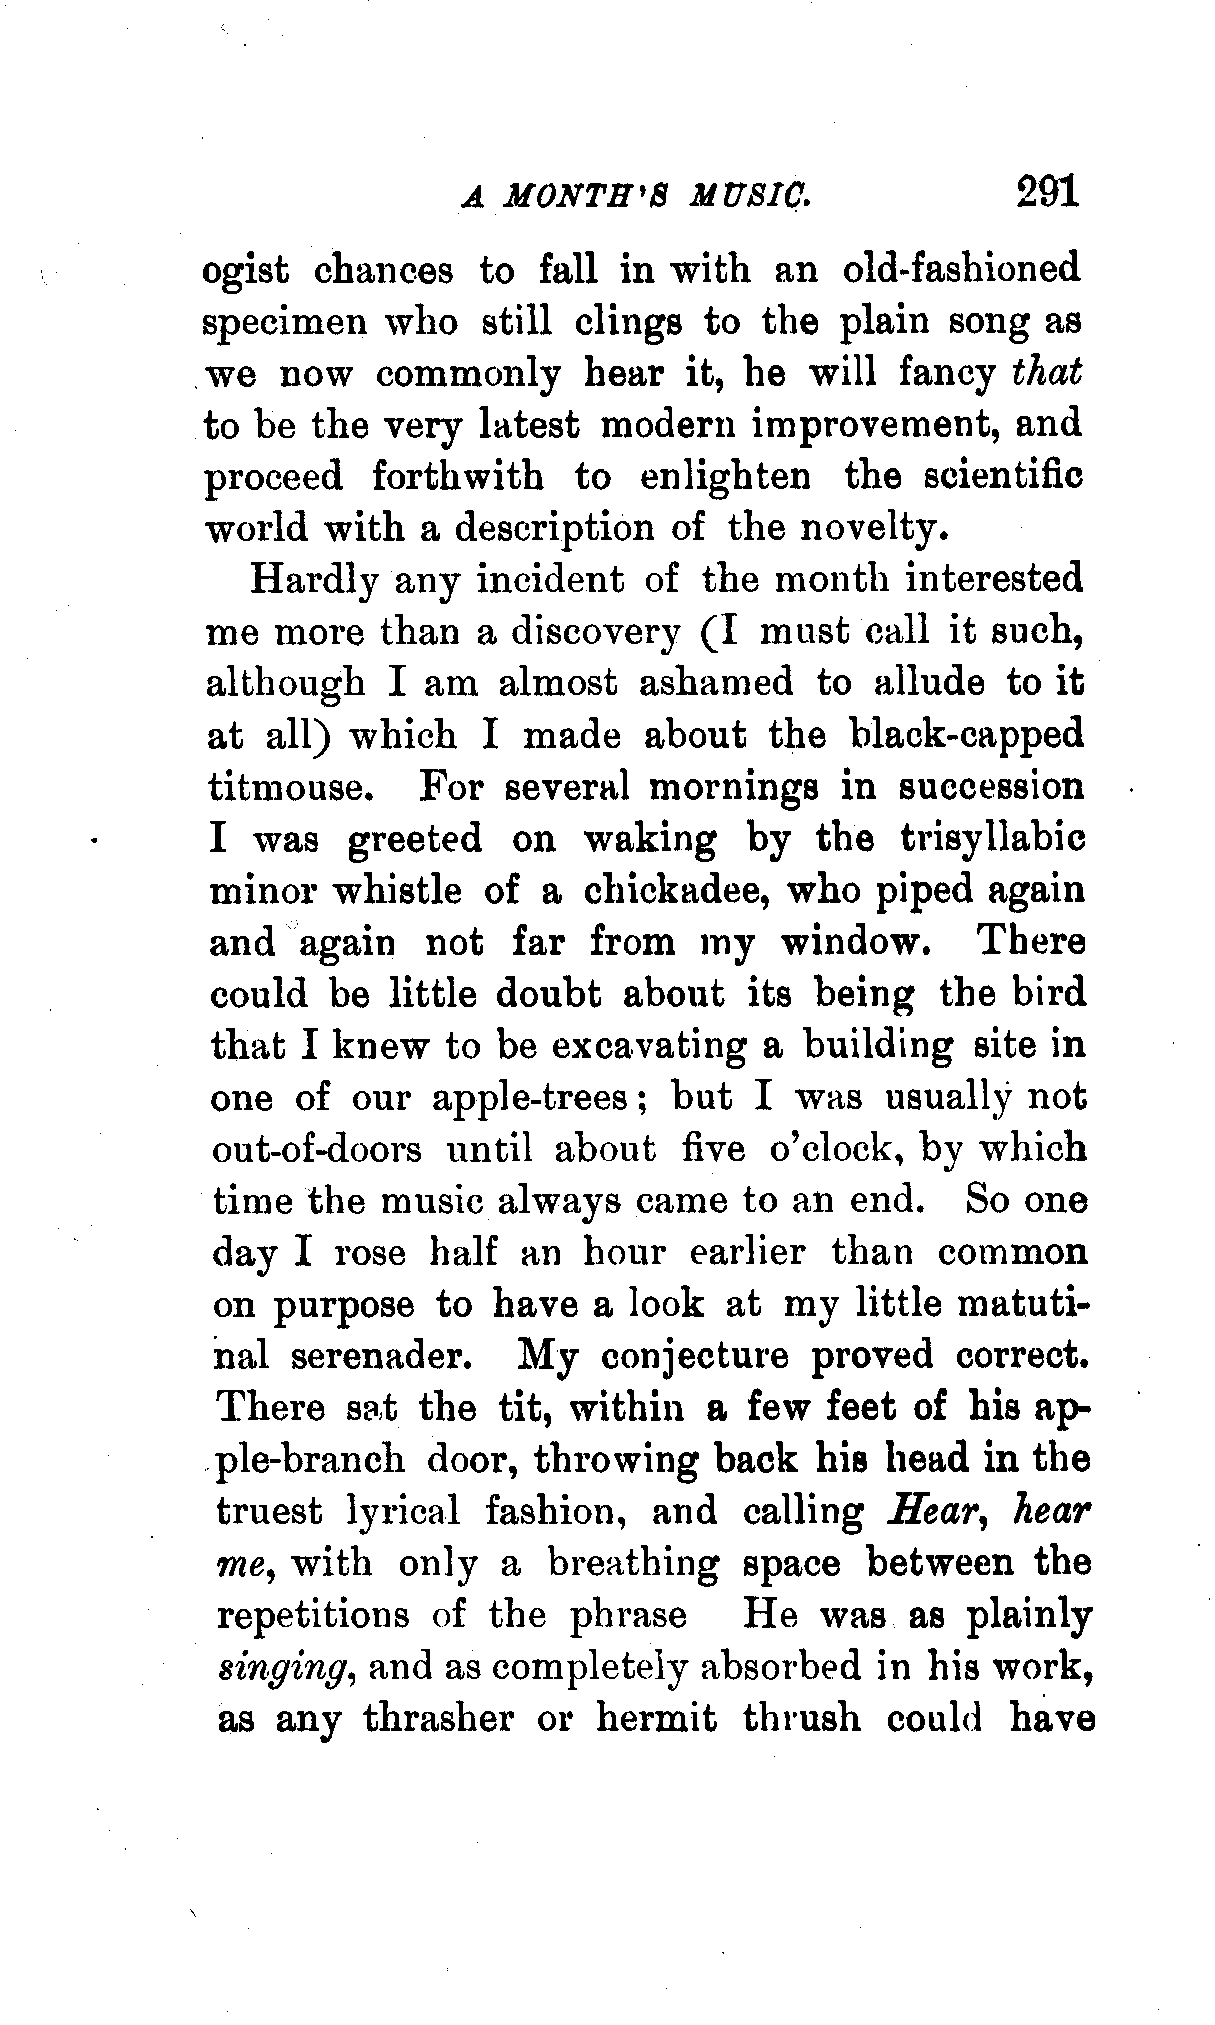 A MONTH'S MUSIC. 291
ogist chances to fall in with an old-fashioned
specimen who still clings to the plain song as
we now commonly hear it, he will fancy that
to be the very latest modern improvement, and
proceed forthwith to enlighten the scientific
world with a description of the novelty.
Hardly any incident of the month interested
me more than a discovery (I must call it such,
although I am almost ashamed to allude to it
at all) which I made about the black-capped
titmouse. For several mornings in succession
I was greeted on waking by the trisyllabic
minor whistle of a chickadee, who piped again
and again not far from my window. There
could be little doubt about its being the bird
that I knew to be excavating a building site in
one of our apple-trees; but I was usually not
out-of-doors until about five o'clock, by which
time the music always came to an end. So one
day I rose half an hour earlier than common
on purpose to have a look at my little matuti-
nal serenader. My conjecture proved correct.
There sat the tit, within a few feet of his ap-
ple-branch door, throwing back his head in the
truest lyrical fashion, and calling Hear, hear
me, with only a breathing space between the
repetitions of the phrase He was as plainly
singing, and as completely absorbed in his work,
as any thrasher or hermit thrush could have